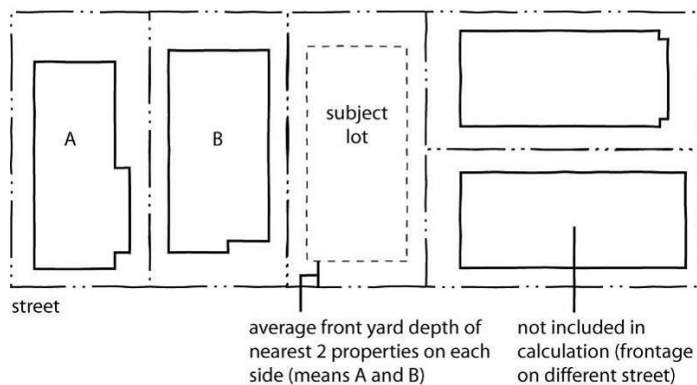 A
B
subject
lot
street
average front yard depth of
nearest 2 properties on each
side (means A and B)
not included in
calculation (frontage
on different street)